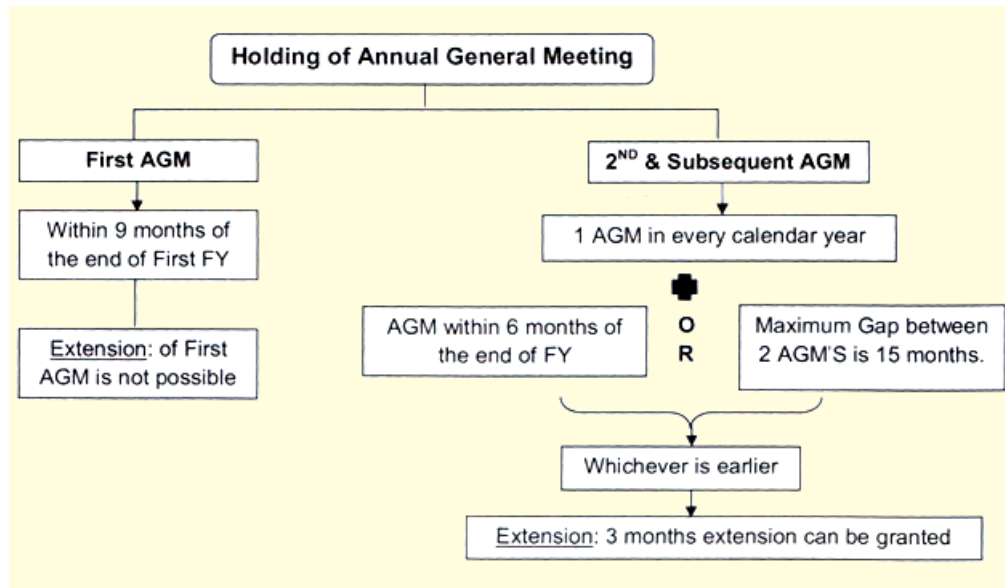 Holding of Annual General Meeting
First AGM
Within 9 months of
the end of First FY
Extension: of First
AGM is not possible
2ND & Subsequent AGM
1 AGM in every calendar year
AGM within 6 months of
the end of FY
O
R
Maximum Gap between
2 AGM'S is 15 months.
Whichever is earlier
Extension: 3 months extension can be granted